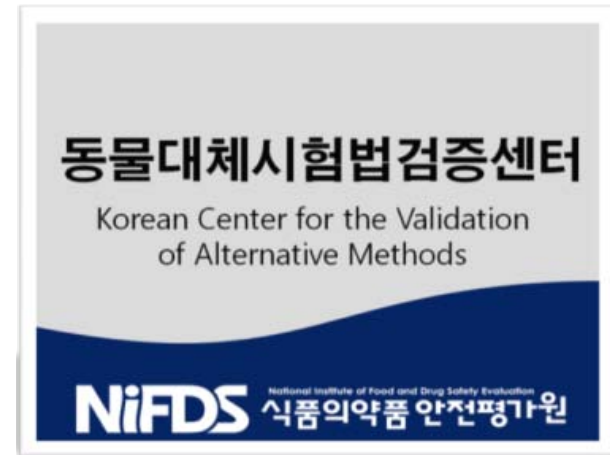 동물대체시험법검증센터
Korean Center for the Validation
of Alternative Methods
NiFDS National Institute of Food and Drug Safety Evaluation
식품의약품안전평가원